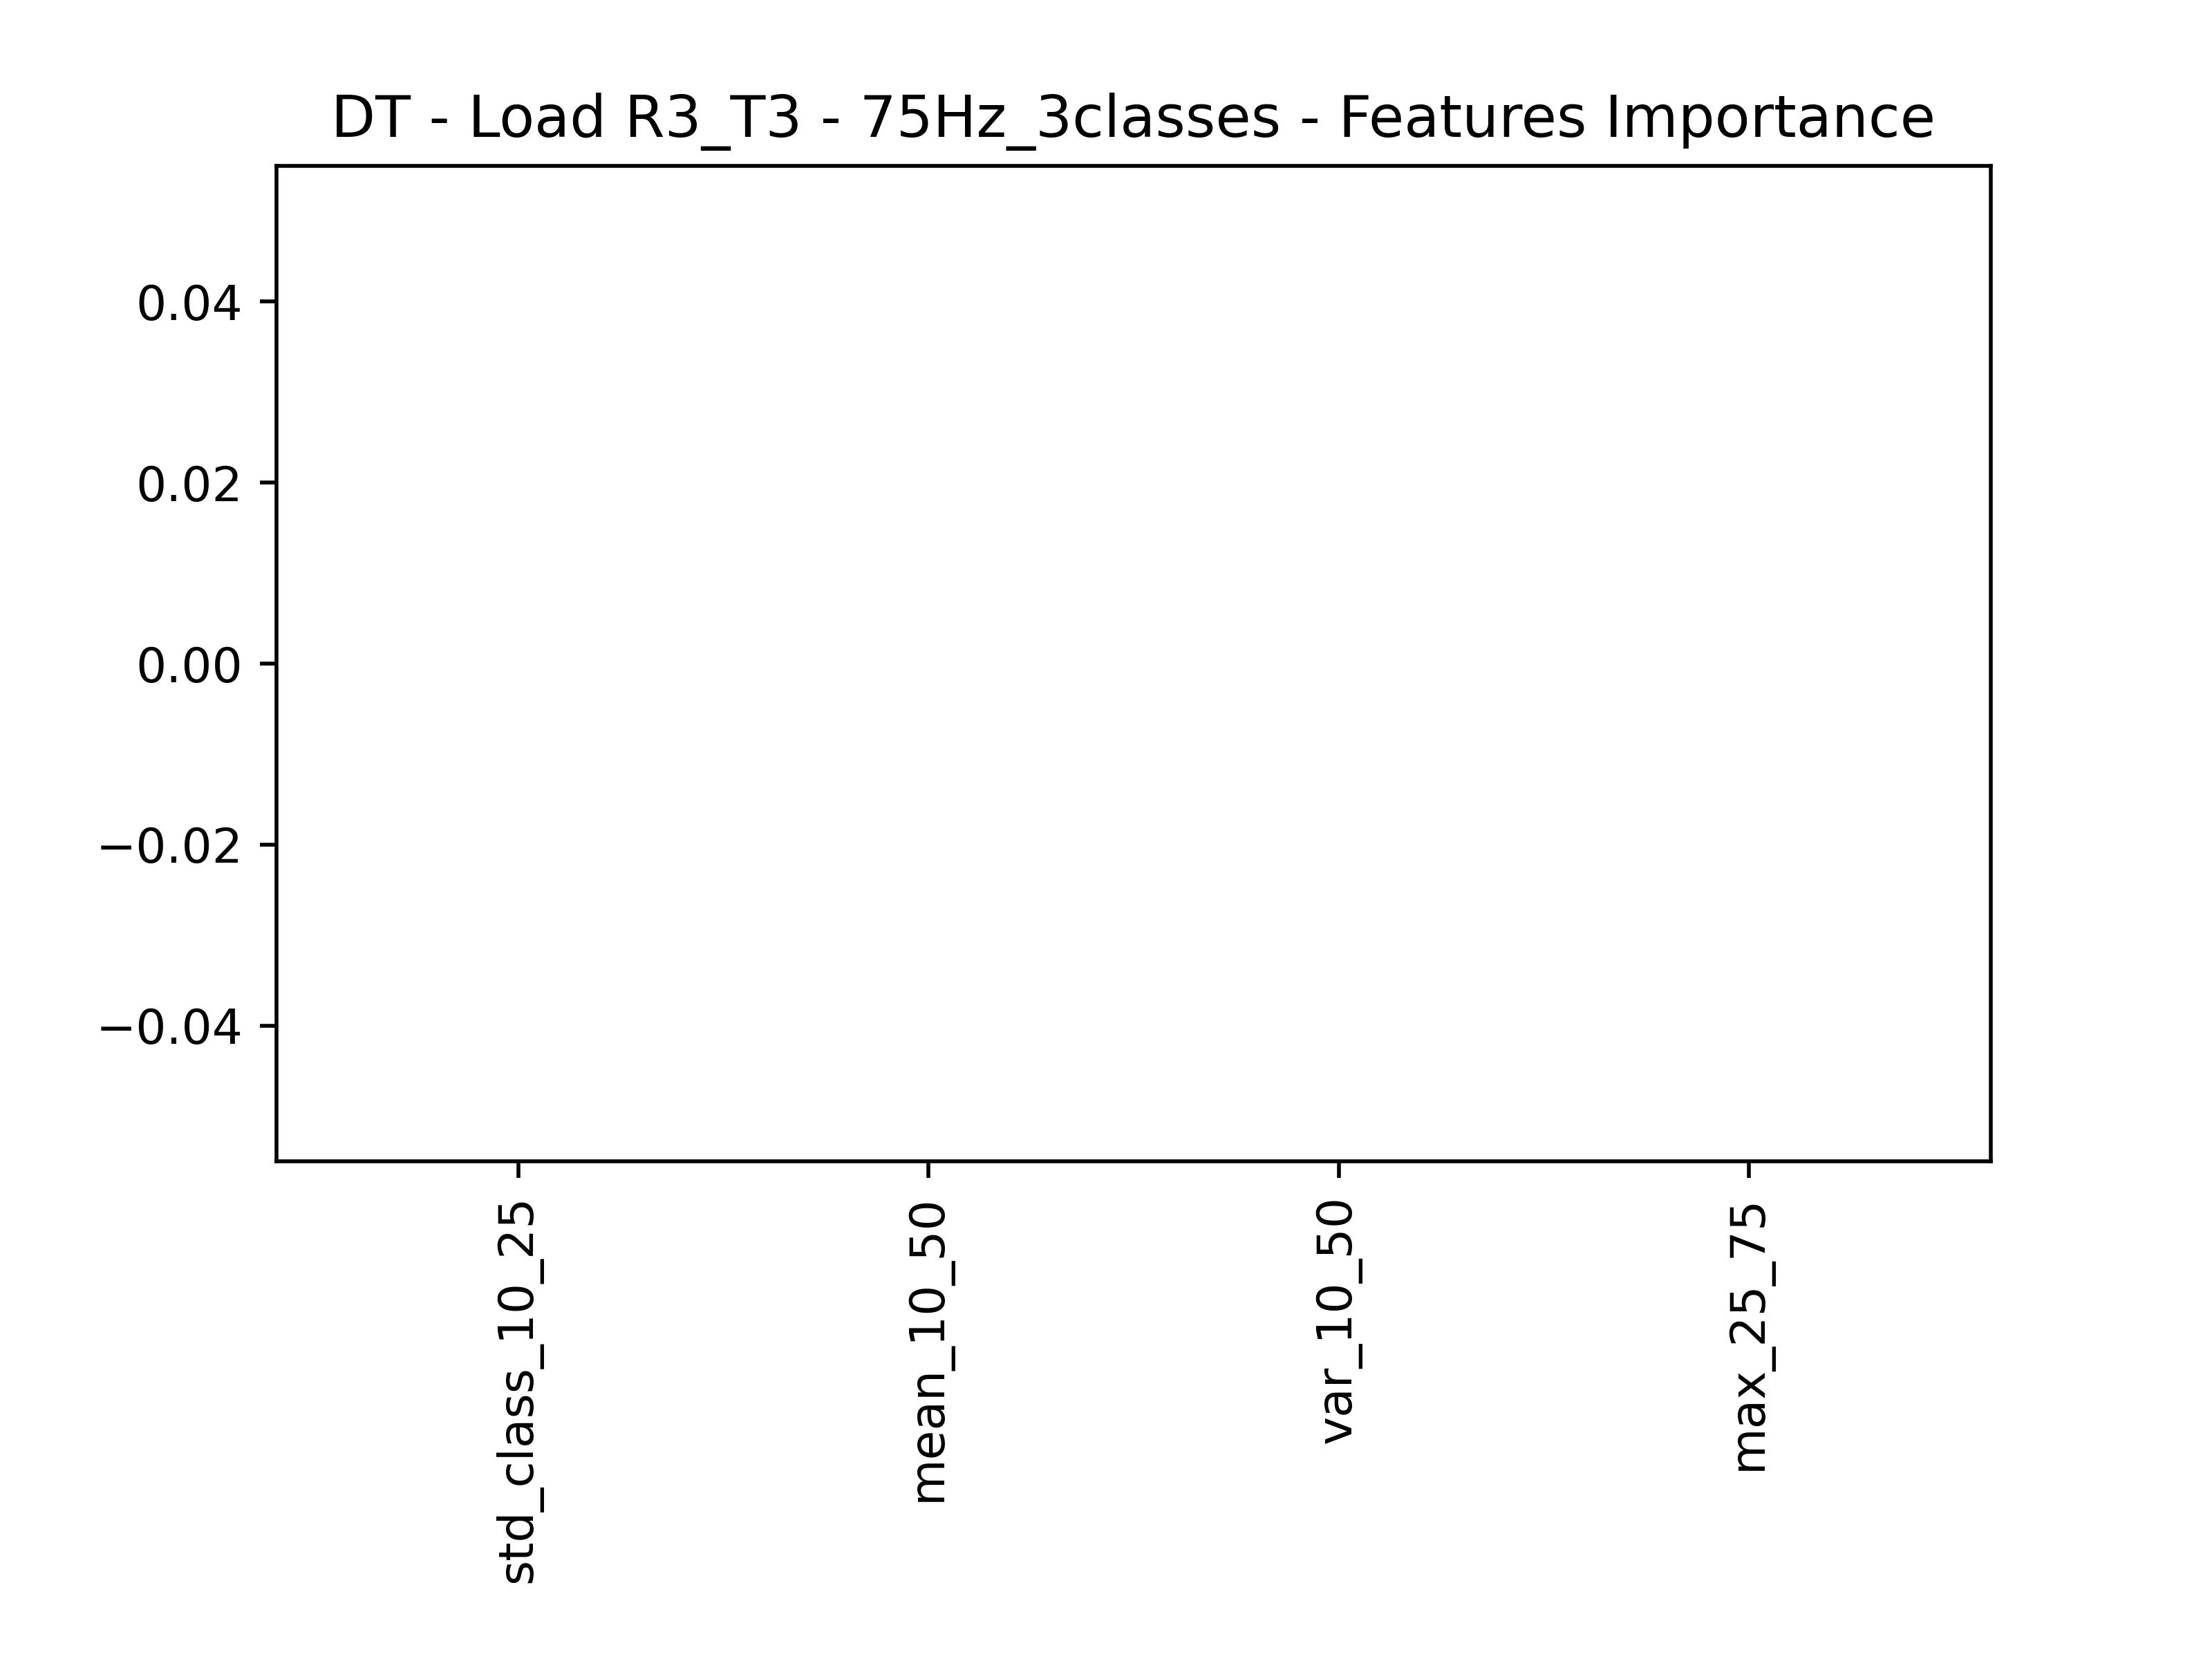 DT - Load R3_T3 - 75Hz_3classes - Features Importance
0.04
0.02
0.00
−0.02
−0.04
std_class_10_25
mean_10_50
var_10_50
max_25_75